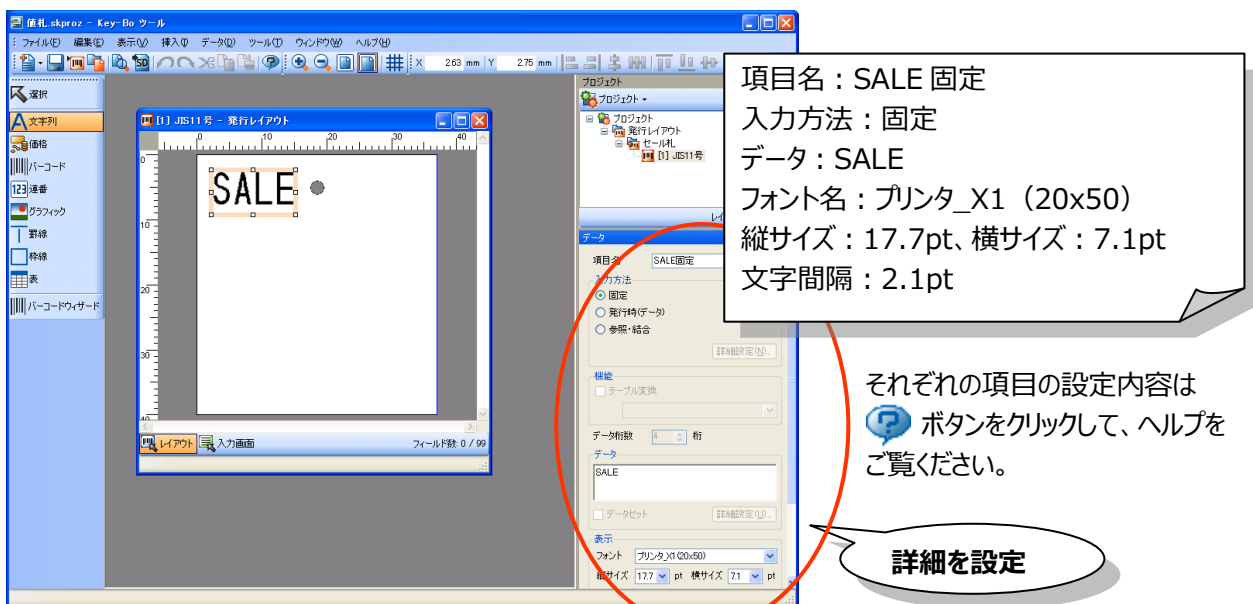 値札.skproz - Key-Bo ツール
ファイル(F) 編集(E) 表示(V) 挿入(I) データ(D) ツール(T) ウィンドウ(W) ヘルプ(H)
X 2.63 mm Y 2.75 mm
選択
文字列
価格
バーコード
連番
グラフィック
罫線
枠線
表
バーコードウィザード
[1] JIS11号 - 発行レイアウト
0 10 20 30 40
0
10
20
30
40
SALE
レイアウト 入力画面 フィールド数: 0 / 99
プロジェクト
プロジェクト
プロジェクト
発行レイアウト
セール札
[1] JIS11号
データ
項目名 SALE固定
入力方法
固定
発行時(データ)
参照・結合
詳細設定(N)...
機能
テーブル変換
データ桁数 4 桁
データ
SALE
データセット 詳細設定(U)...
表示
フォント プリンタ_X1(20x50)
縦サイズ 17.7 pt 横サイズ 7.1 pt
項目名：SALE 固定
入力方法：固定
データ：SALE
フォント名：プリンタ_X1（20x50）
縦サイズ：17.7pt、横サイズ：7.1pt
文字間隔：2.1pt
それぞれの項目の設定内容は
ボタンをクリックして、ヘルプを
ご覧ください。
詳細を設定